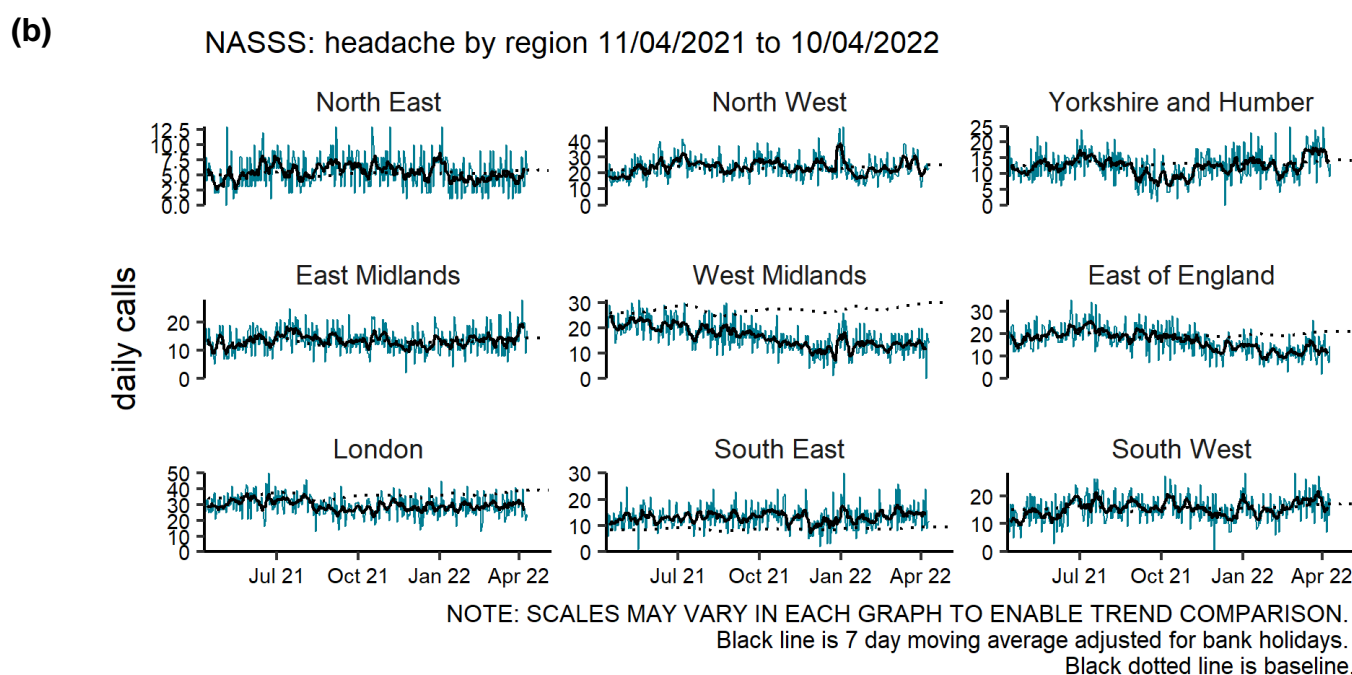 (b)
NASSS: headache by region 11/04/2021 to 10/04/2022
daily calls
North East
12.5
10.0
7.5
5.0
2.5
0.0
North West
40
30
20
10
0
Yorkshire and Humber
25
20
15
10
5
0
East Midlands
20
10
0
West Midlands
30
20
10
0
East of England
30
20
10
0
London
50
40
30
20
10
0
Jul 21 Oct 21 Jan 22 Apr 22
South East
30
20
10
0
Jul 21 Oct 21 Jan 22 Apr 22
South West
20
10
0
Jul 21 Oct 21 Jan 22 Apr 22
NOTE: SCALES MAY VARY IN EACH GRAPH TO ENABLE TREND COMPARISON.
Black line is 7 day moving average adjusted for bank holidays.
Black dotted line is baseline.